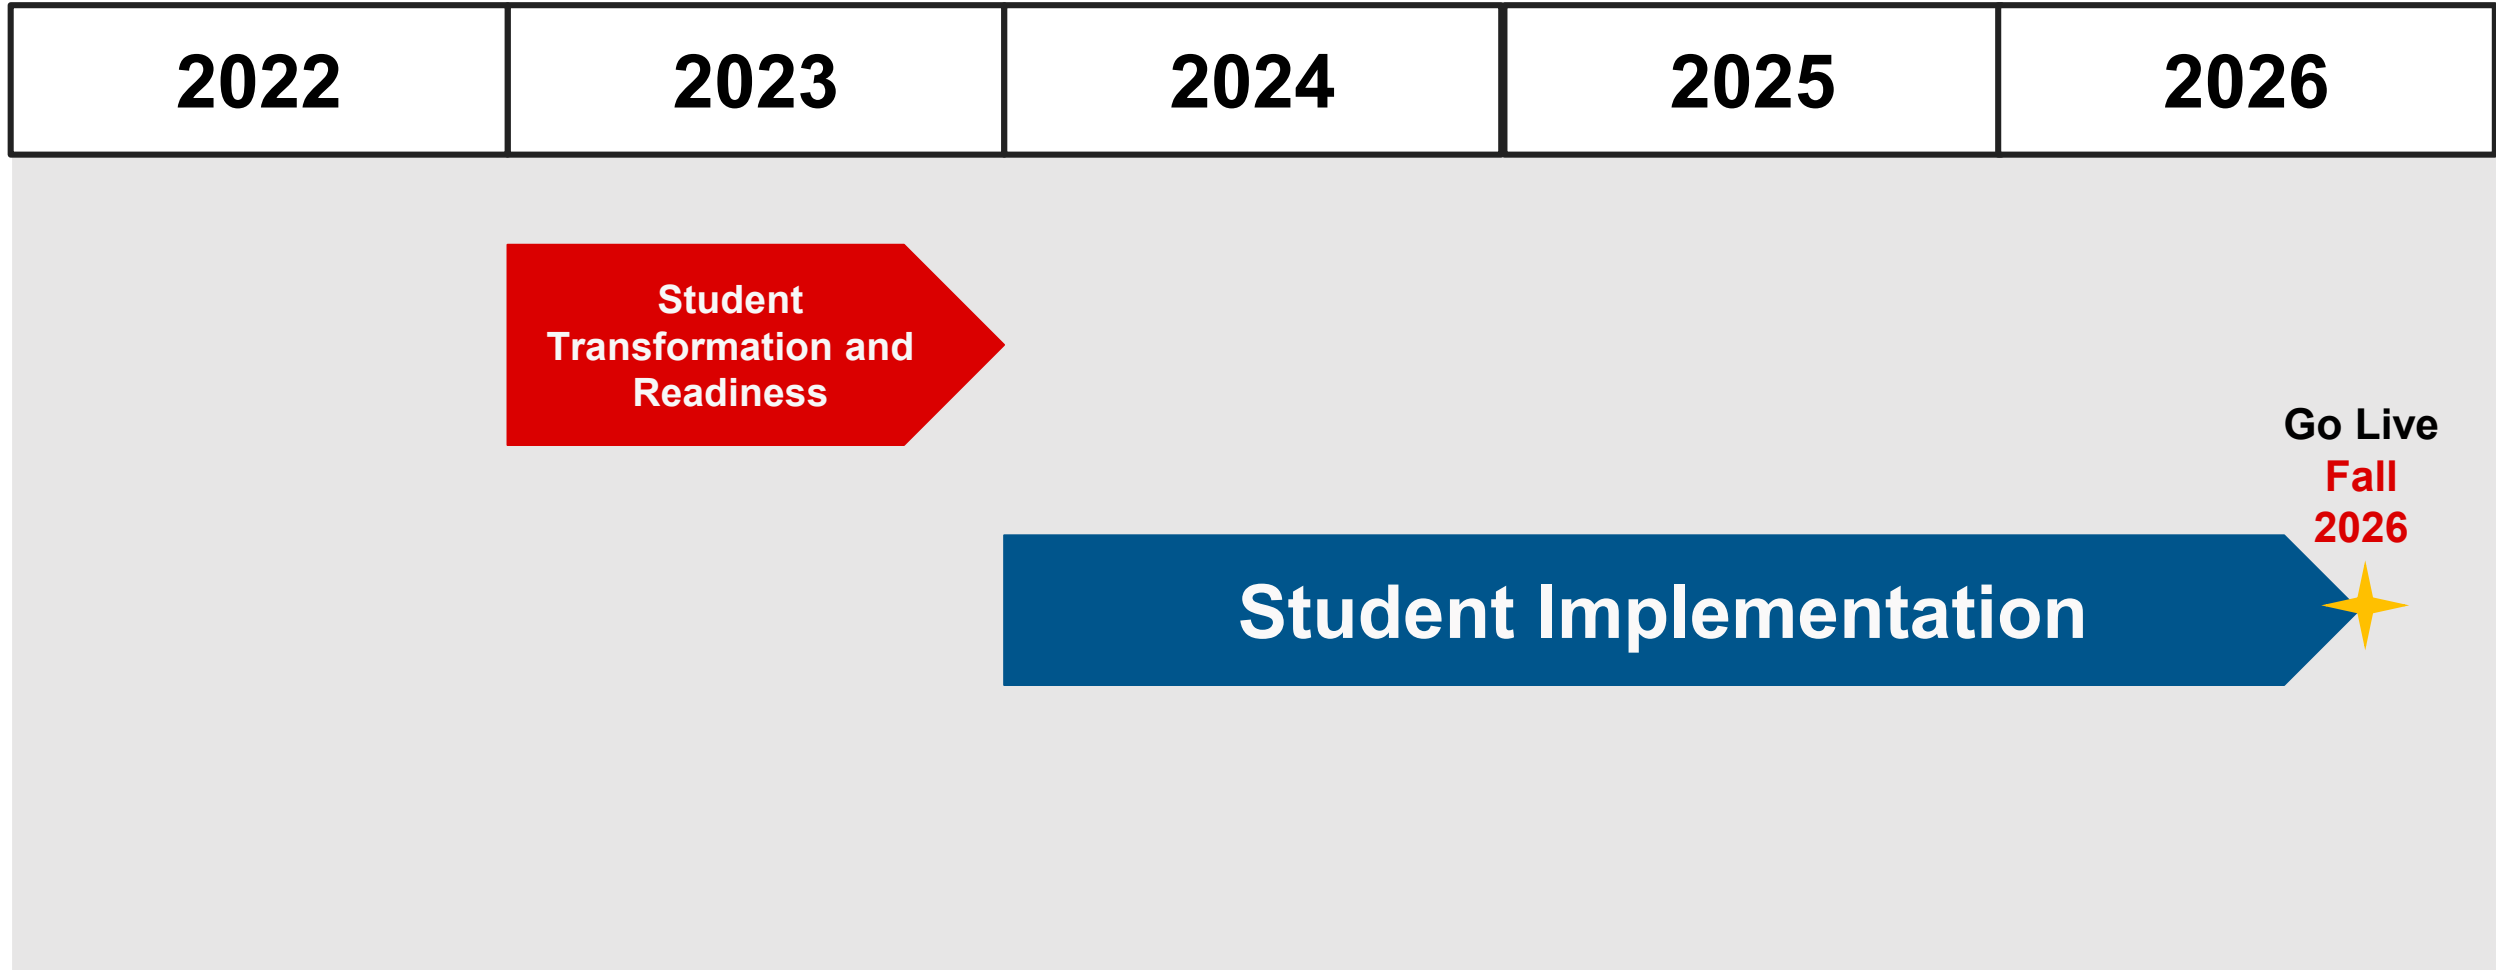 2022
2023
2024
2025
2026
Student
Transformation and
Readiness
Go Live
Fall
2026
Student Implementation